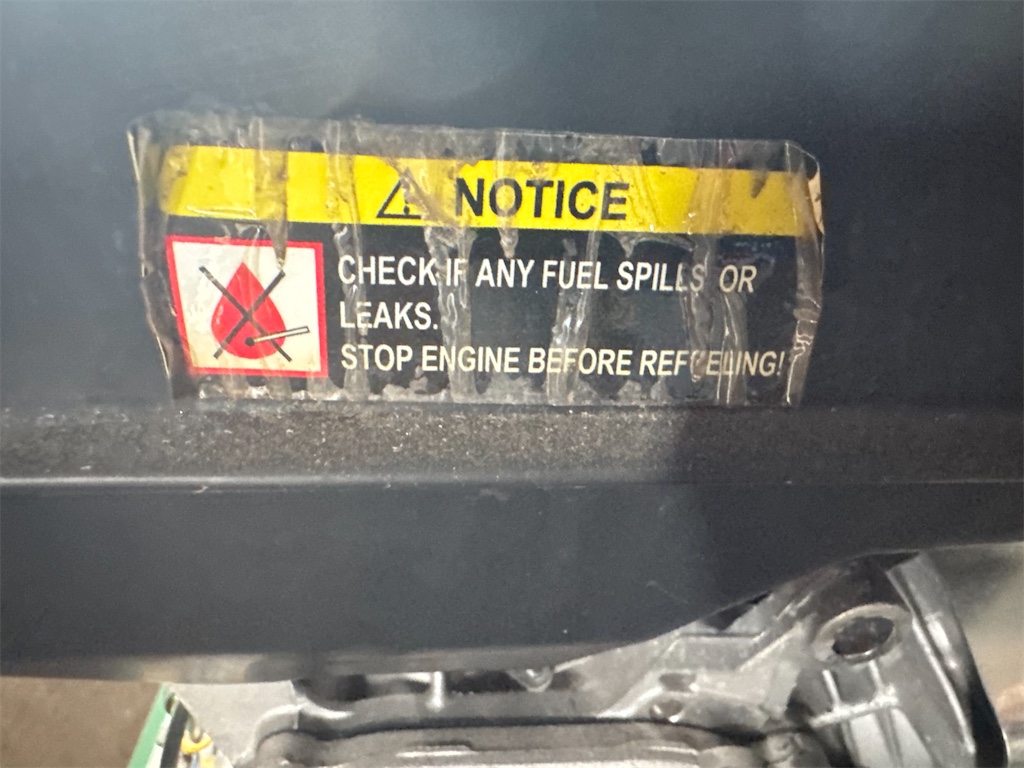 NOTICE
CHECK IF ANY FUEL SPILLS OR
LEAKS.
STOP ENGINE BEFORE REFUELING!